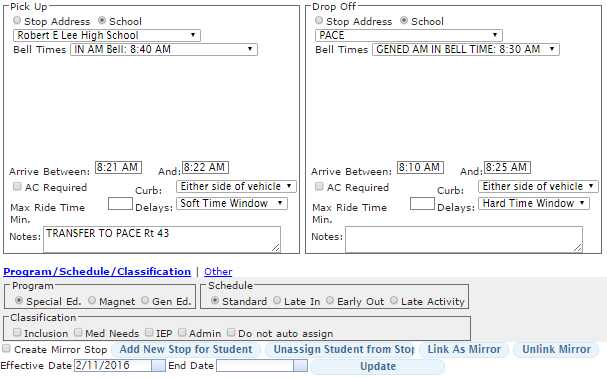 Pick Up
Stop Address School
Robert E Lee High School
Bell Times IN AM Bell: 8:40 AM
Arrive Between: 8:21 AM And: 8:22 AM
AC Required Curb: Either side of vehicle
Max Ride Time Min. Delays: Soft Time Window
Notes: TRANSFER TO PACE Rt 43
Drop Off
Stop Address School
PACE
Bell Times GENED AM IN BELL TIME: 8:30 AM
Arrive Between: 8:10 AM And: 8:25 AM
AC Required Curb: Either side of vehicle
Max Ride Time Min. Delays: Hard Time Window
Notes:
Program/Schedule/Classification | Other
Program
Special Ed. Magnet Gen Ed.
Schedule
Standard Late In Early Out Late Activity
Classification
Inclusion Med Needs IEP Admin Do not auto assign
Create Mirror Stop Add New Stop for Student Unassign Student from Stop Link As Mirror Unlink Mirror
Effective Date 2/11/2016 End Date Update